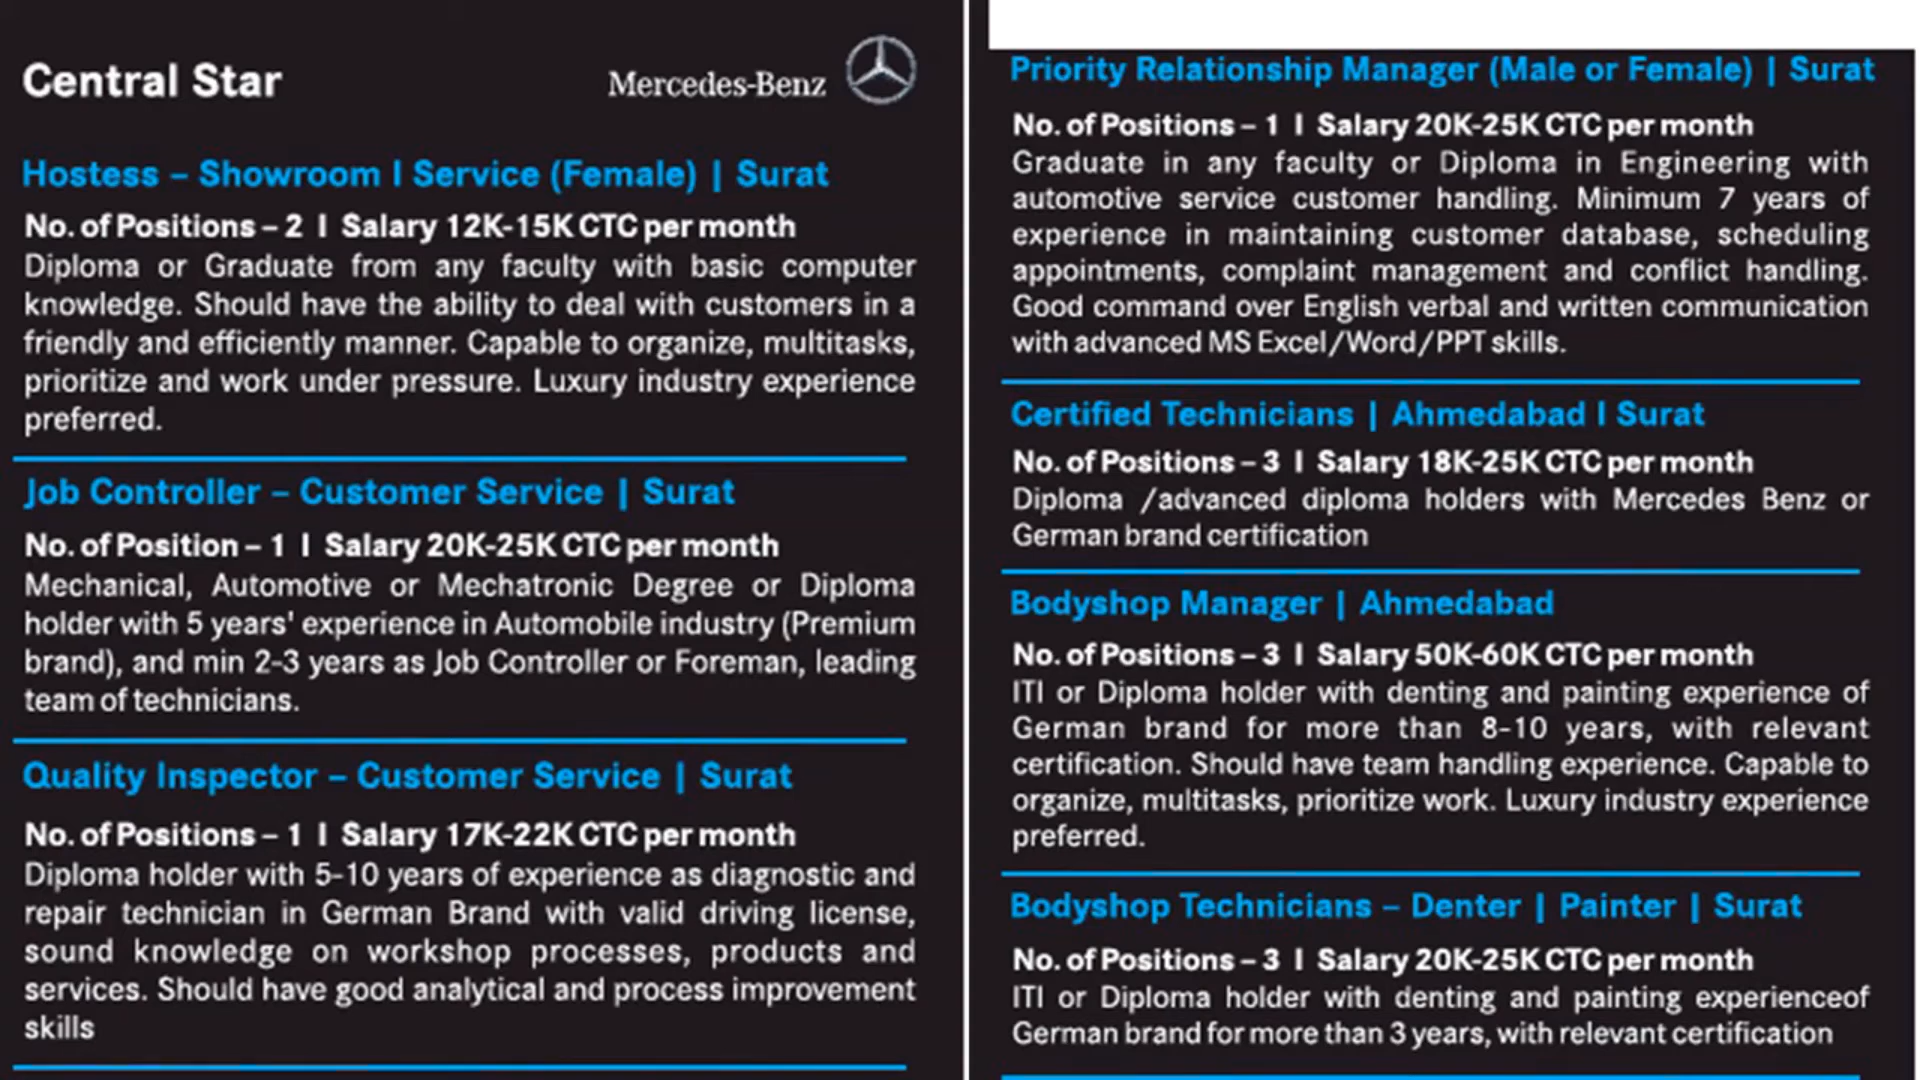 Central Star
Mercedes-Benz
Hostess – Showroom I Service (Female) | Surat
No. of Positions – 2 I Salary 12K-15K CTC per month
Diploma or Graduate from any faculty with basic computer
knowledge. Should have the ability to deal with customers in a
friendly and efficiently manner. Capable to organize, multitasks,
prioritize and work under pressure. Luxury industry experience
preferred.
Job Controller – Customer Service | Surat
No. of Position – 1 I Salary 20K-25K CTC per month
Mechanical, Automotive or Mechatronic Degree or Diploma
holder with 5 years' experience in Automobile industry (Premium
brand), and min 2-3 years as Job Controller or Foreman, leading
team of technicians.
Quality Inspector – Customer Service | Surat
No. of Positions – 1 I Salary 17K-22K CTC per month
Diploma holder with 5-10 years of experience as diagnostic and
repair technician in German Brand with valid driving license,
sound knowledge on workshop processes, products and
services. Should have good analytical and process improvement
skills
Priority Relationship Manager (Male or Female) | Surat
No. of Positions – 1 I Salary 20K-25K CTC per month
Graduate in any faculty or Diploma in Engineering with
automotive service customer handling. Minimum 7 years of
experience in maintaining customer database, scheduling
appointments, complaint management and conflict handling.
Good command over English verbal and written communication
with advanced MS Excel/Word/PPT skills.
Certified Technicians | Ahmedabad I Surat
No. of Positions – 3 I Salary 18K-25K CTC per month
Diploma /advanced diploma holders with Mercedes Benz or
German brand certification
Bodyshop Manager | Ahmedabad
No. of Positions – 3 I Salary 50K-60K CTC per month
ITI or Diploma holder with denting and painting experience of
German brand for more than 8-10 years, with relevant
certification. Should have team handling experience. Capable to
organize, multitasks, prioritize work. Luxury industry experience
preferred.
Bodyshop Technicians – Denter | Painter | Surat
No. of Positions – 3 I Salary 20K-25K CTC per month
ITI or Diploma holder with denting and painting experienceof
German brand for more than 3 years, with relevant certification